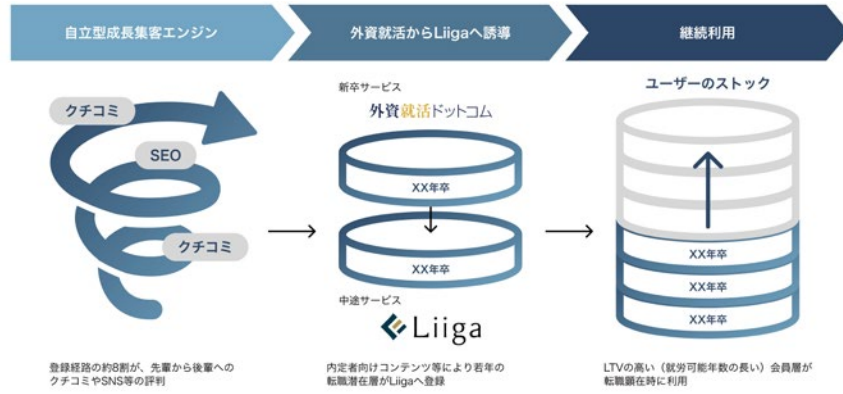 自立型成長集客エンジン
外資就活からLiigaへ誘導
継続利用
クチコミ
SEO
クチコミ
登録経路の約8割が、先輩から後輩への
クチコミやSNS等の評判
新卒サービス
外資就活ドットコム
XX年卒
XX年卒
中途サービス
Liiga
内定者向けコンテンツ等により若年の
転職潜在層がLiigaへ登録
ユーザーのストック
XX年卒
XX年卒
XX年卒
LTVの高い（就労可能年数の長い）会員層が
転職顕在時に利用